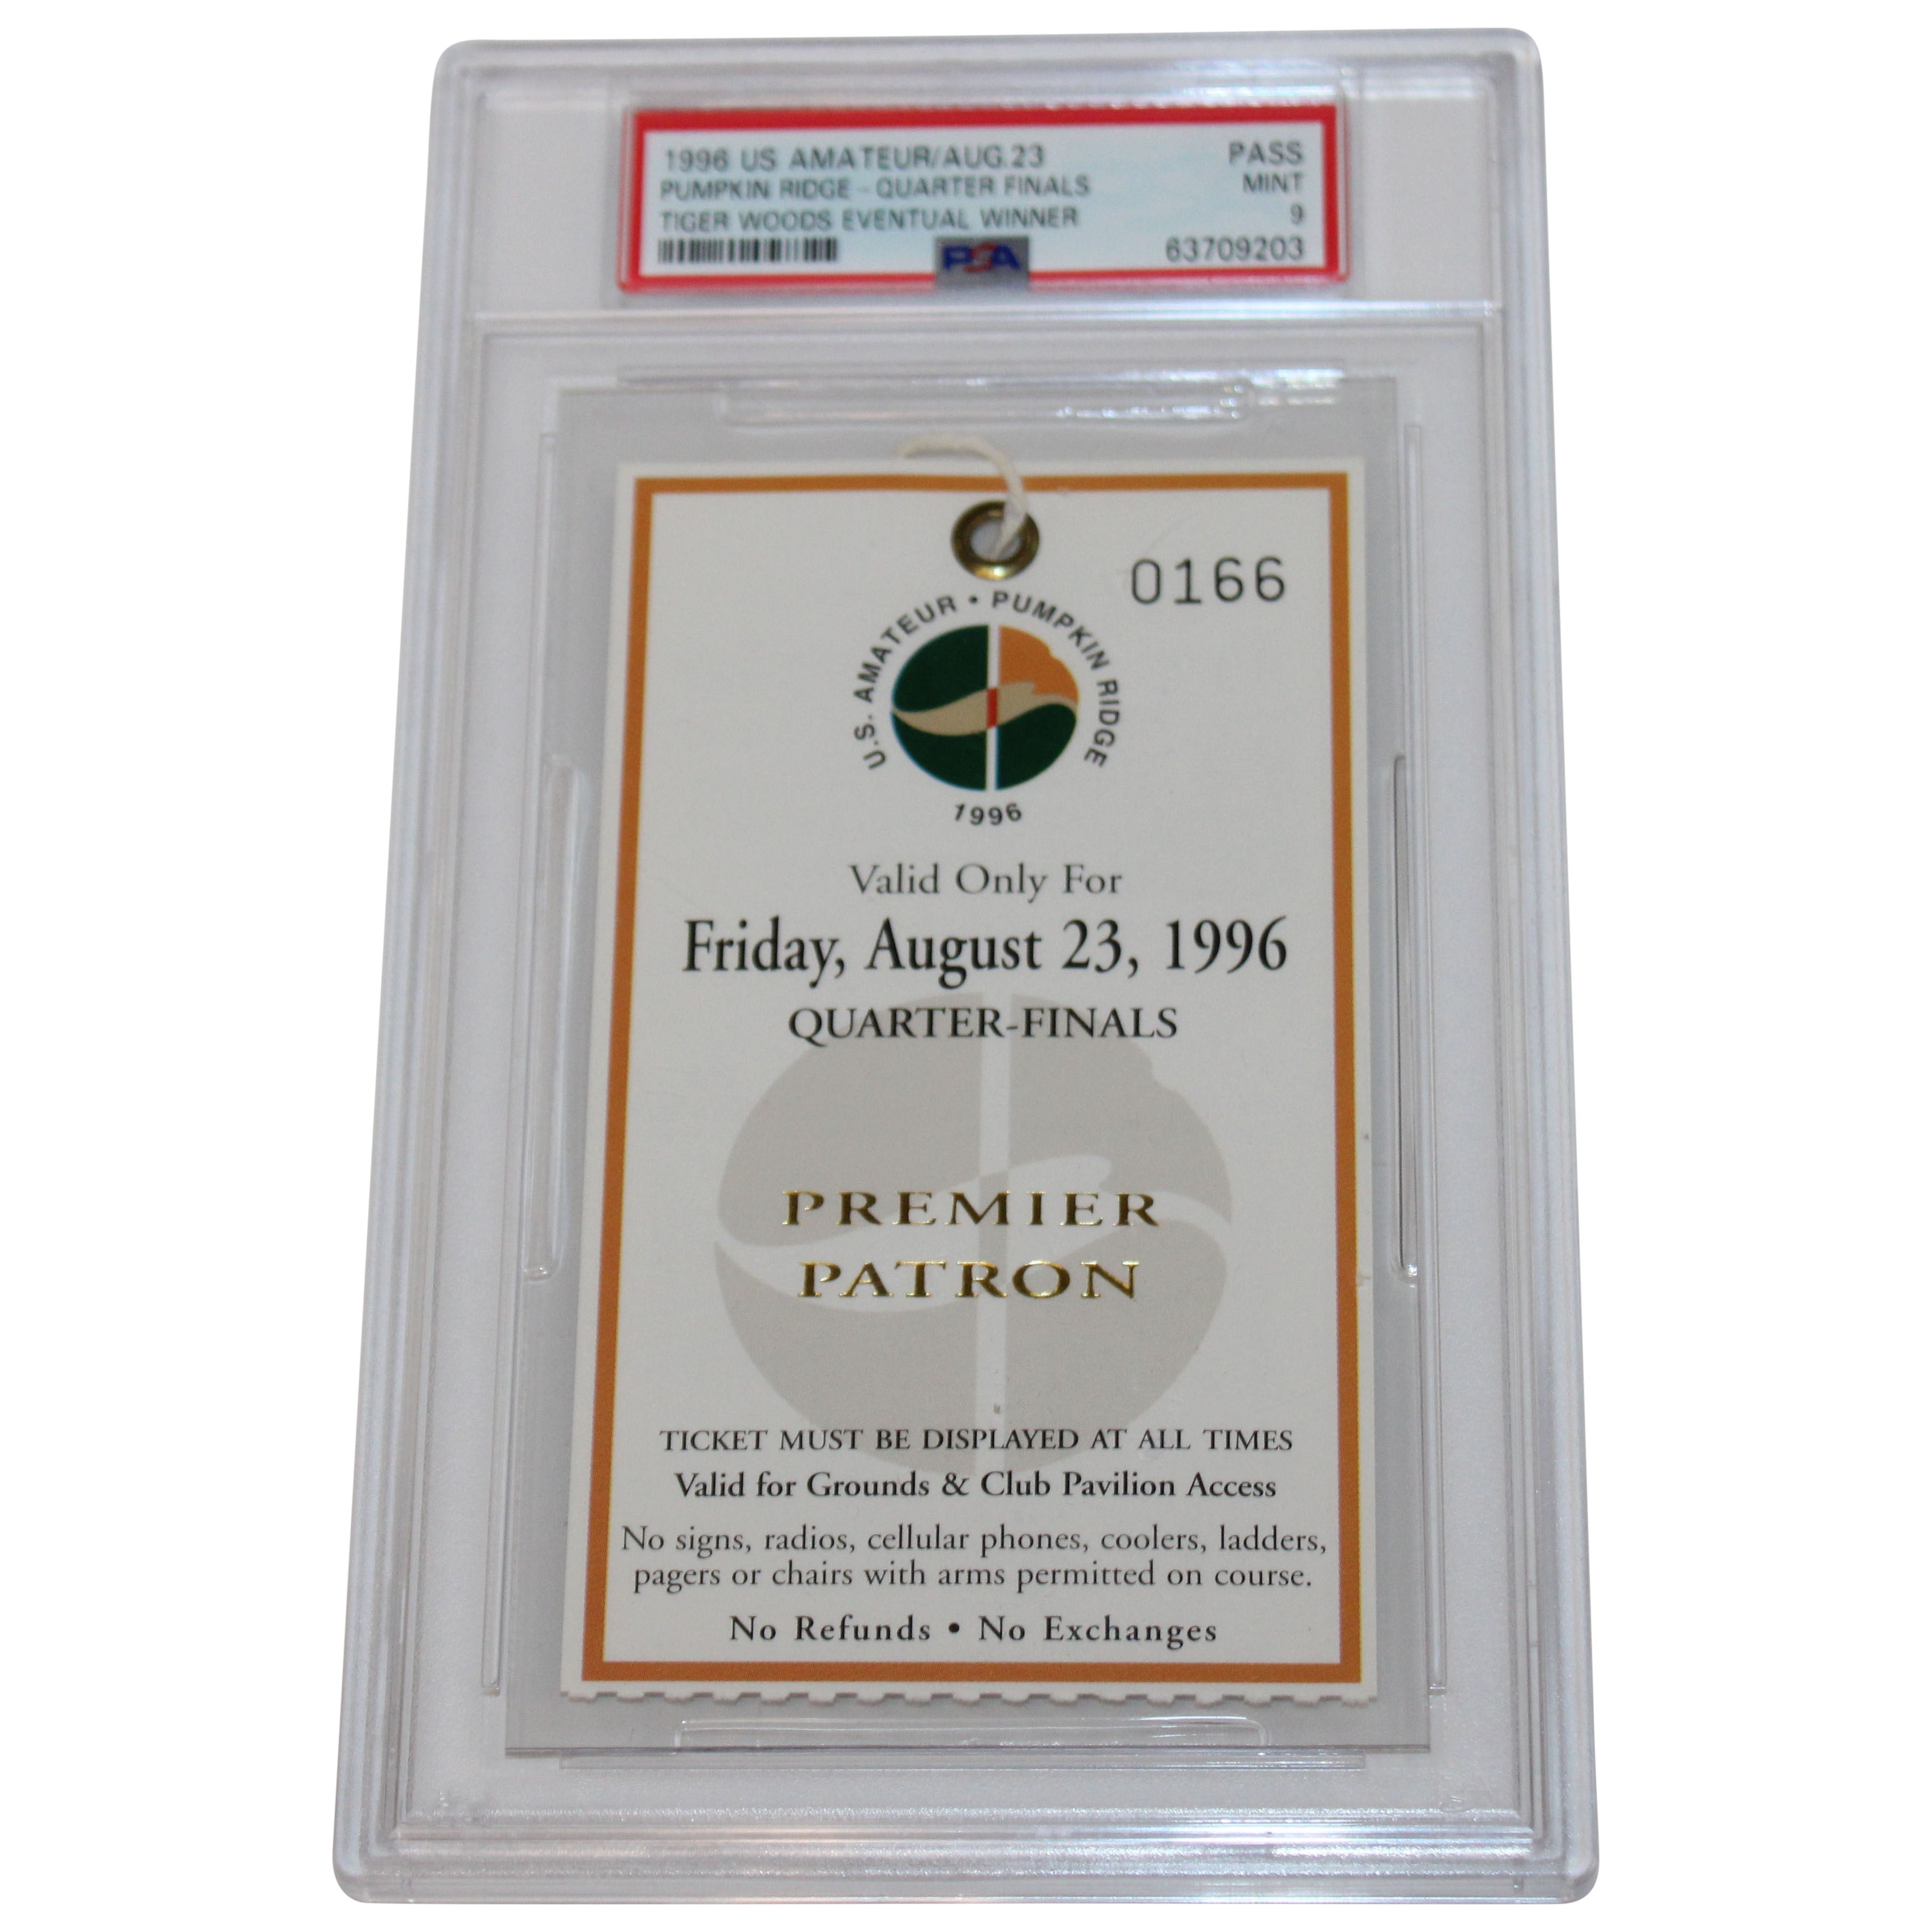 1996 US AMATEUR/AUG.23 PASS
PUMPKIN RIDGE - QUARTER FINALS MINT
TIGER WOODS EVENTUAL WINNER 9
PSA 63709203
0166
U.S. AMATEUR • PUMPKIN RIDGE
1996
Valid Only For
Friday, August 23, 1996
QUARTER-FINALS
PREMIER
PATRON
TICKET MUST BE DISPLAYED AT ALL TIMES
Valid for Grounds & Club Pavilion Access
No signs, radios, cellular phones, coolers, ladders,
pagers or chairs with arms permitted on course.
No Refunds • No Exchanges